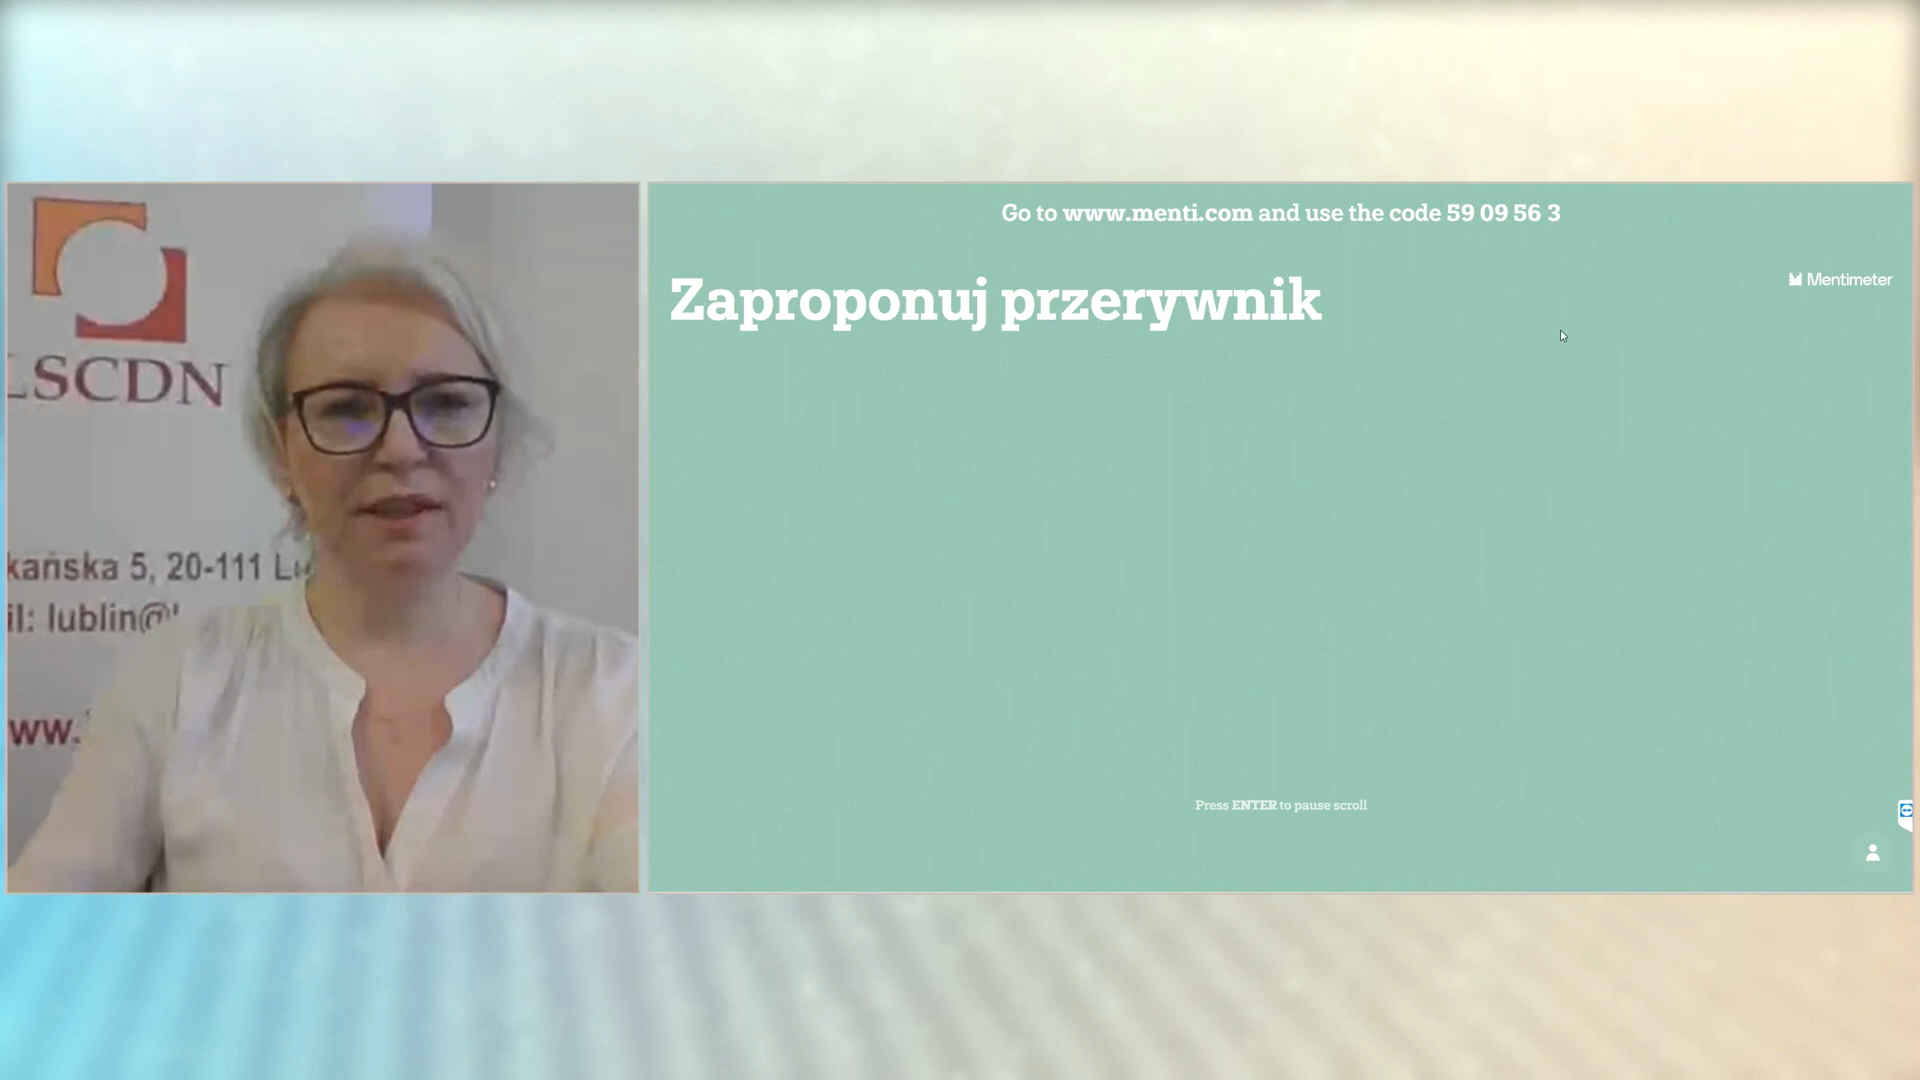 LSCDN
kańska 5, 20-111
il: lublin@
ww.
Go to www.menti.com and use the code 59 09 56 3
Zaproponuj przerywnik
Mentimeter
Press ENTER to pause scroll